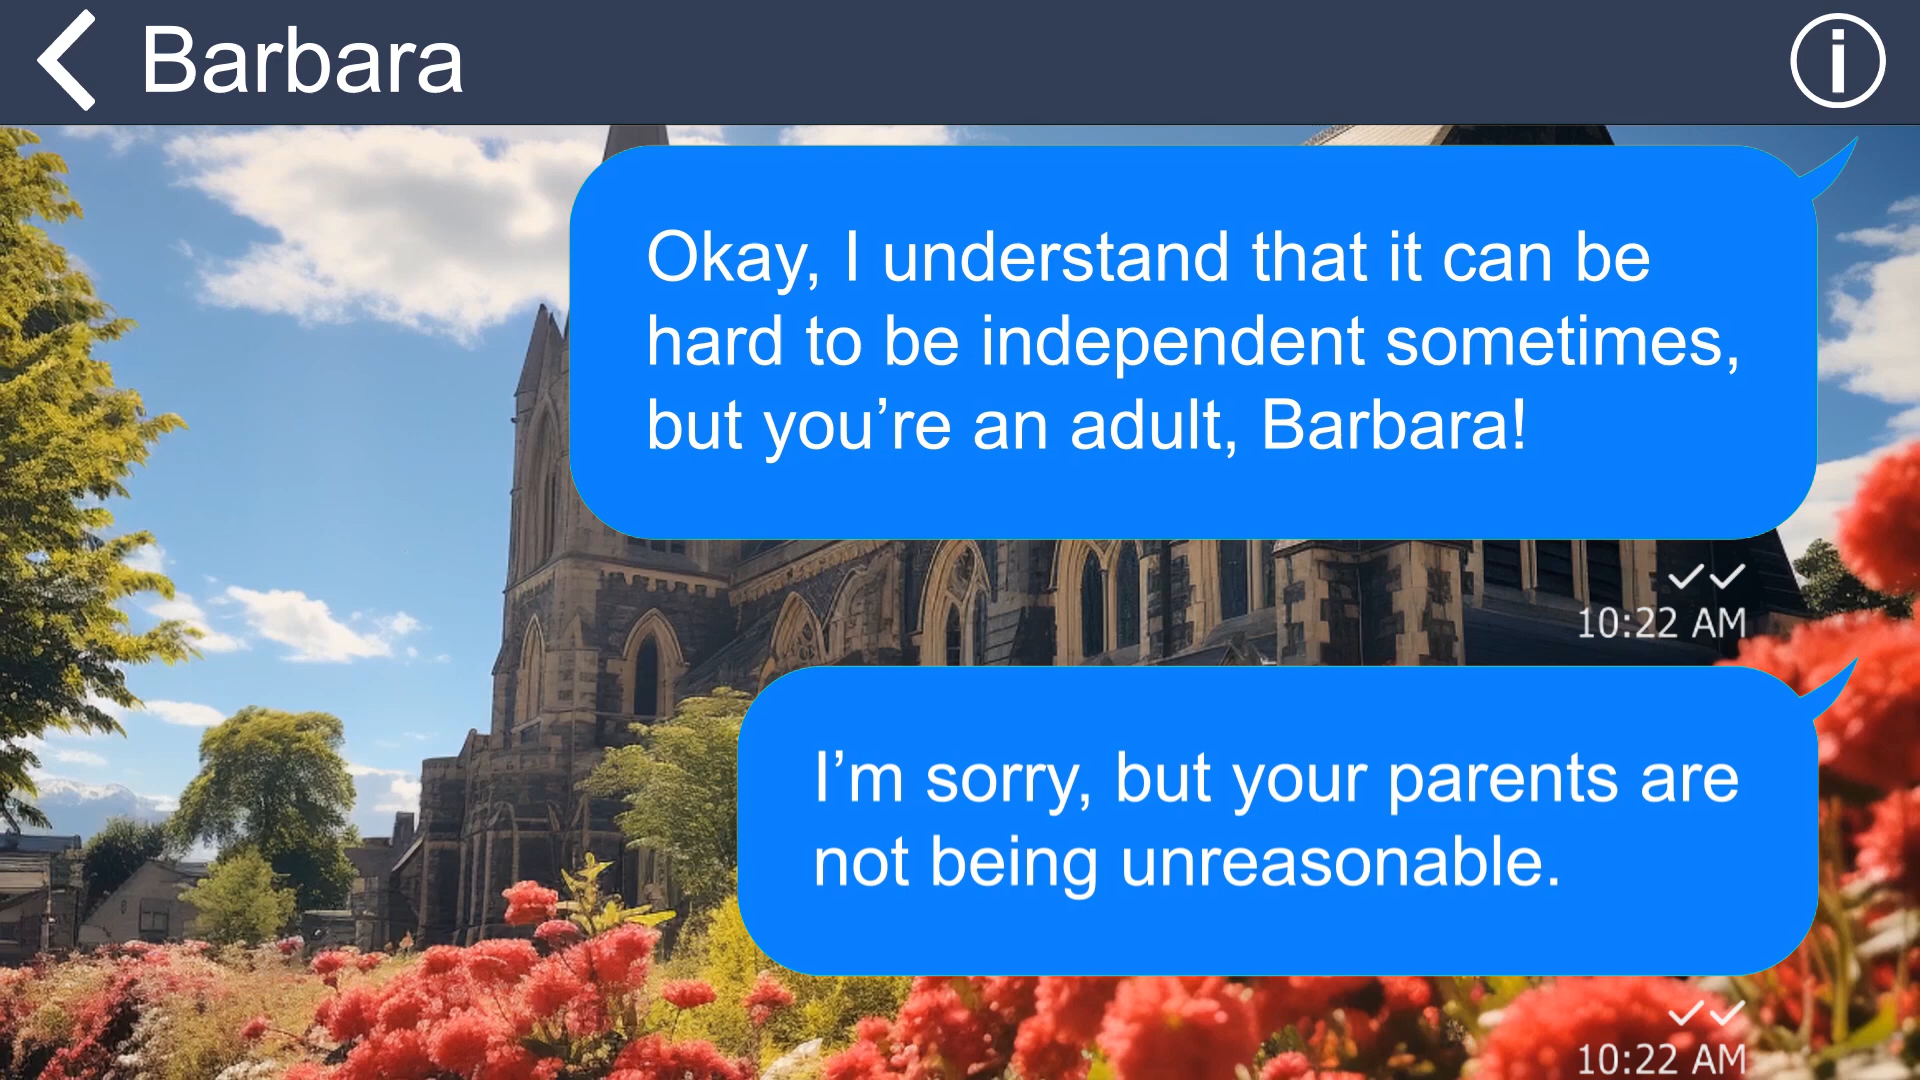 Barbara
Okay, I understand that it can be
hard to be independent sometimes,
but you’re an adult, Barbara!
10:22 AM
I’m sorry, but your parents are
not being unreasonable.
10:22 AM